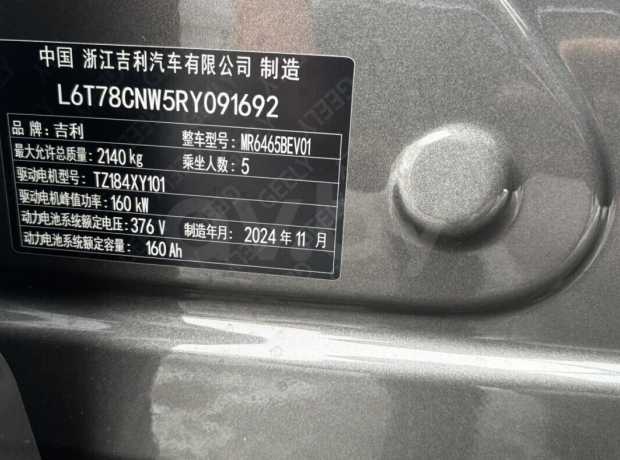 中国 浙江吉利汽车有限公司 制造
L6T78CNW5RY091692
品 牌：吉利 整车型号：MR6465BEV01
最大允许总质量：2140 kg 乘坐人数：5
驱动电机型号：TZ184XY101
驱动电机峰值功率：160 kW
动力电池系统额定电压：376 V 制造年月：2024 年 11 月
动力电池系统额定容量：160 Ah